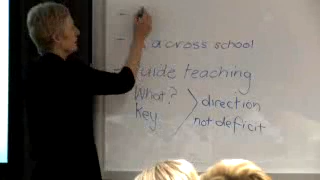 across school
Guide teaching
What?
Key
direction
not deficit